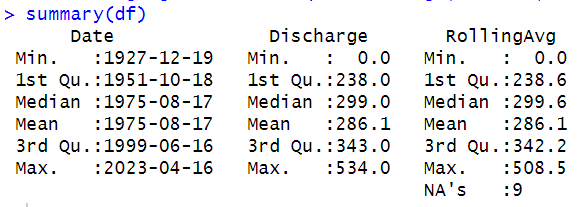 > summary(df)
      Date              Discharge       RollingAvg
 Min.   :1927-12-19   Min.   :  0.0   Min.   :  0.0
 1st Qu.:1951-10-18   1st Qu.:238.0   1st Qu.:238.6
 Median :1975-08-17   Median :299.0   Median :299.6
 Mean   :1975-08-17   Mean   :286.1   Mean   :286.1
 3rd Qu.:1999-06-16   3rd Qu.:343.0   3rd Qu.:342.2
 Max.   :2023-04-16   Max.   :534.0   Max.   :508.5
                                      NA's   :9